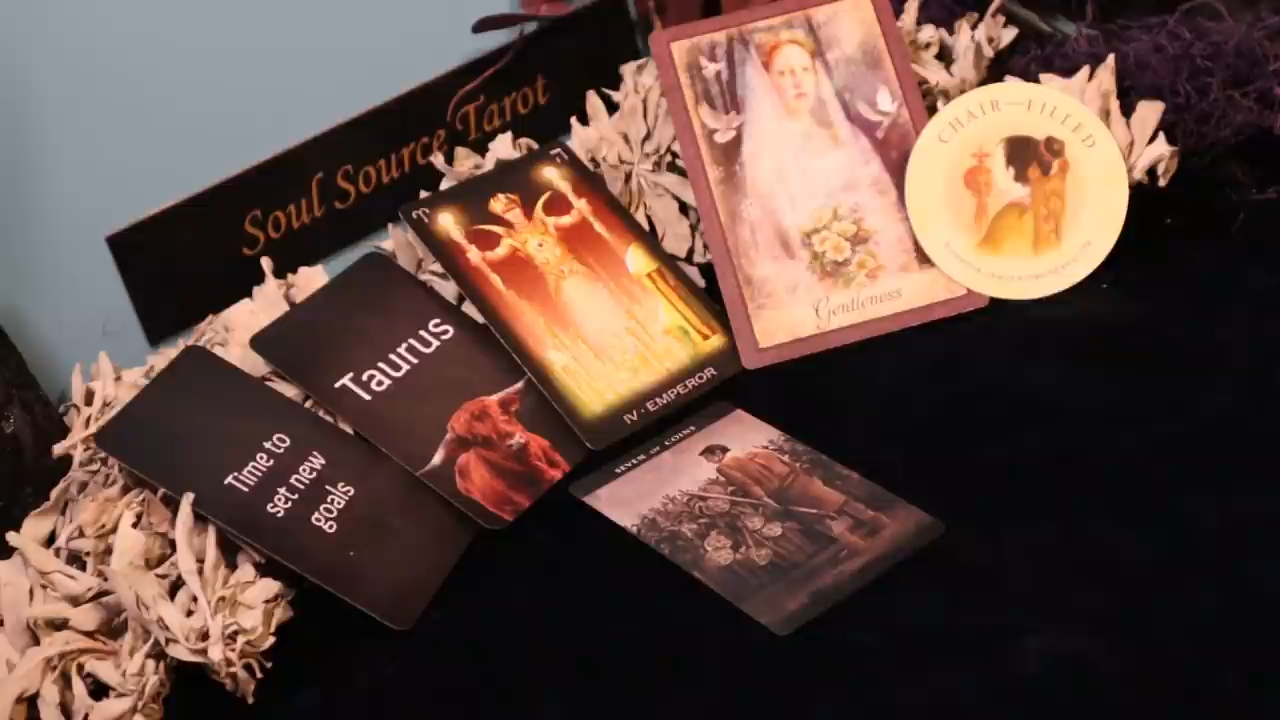 Soul Source Tarot
CHAIR—FILLED
Gentleness
IV · EMPEROR
Taurus
SEVEN OF COINS
Time to
set new
goals